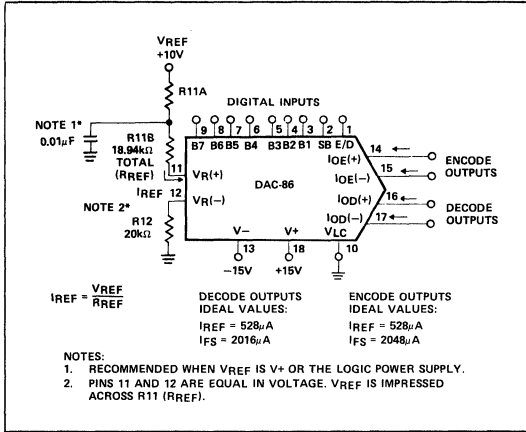 VREF
+10V
R11A
DIGITAL INPUTS
NOTE 1*
0.01µF
R11B
18.94kΩ
TOTAL
(RREF)
IREF
9 8 7 6 5 4 3 2 1
B7 B6 B5 B4 B3 B2 B1 SB E/D
11
VR(+)
12
VR(−)
DAC-86
IOE(+)
14
IOE(−)
15
ENCODE
OUTPUTS
IOD(+)
16
IOD(−)
17
DECODE
OUTPUTS
NOTE 2*
R12
20kΩ
V− V+ VLC
13 18 10
−15V +15V
IREF = VREF
RREF
DECODE OUTPUTS
IDEAL VALUES:
IREF = 528µA
IFS = 2016µA
ENCODE OUTPUTS
IDEAL VALUES:
IREF = 528µA
IFS = 2048µA
NOTES:
1. RECOMMENDED WHEN VREF IS V+ OR THE LOGIC POWER SUPPLY.
2. PINS 11 AND 12 ARE EQUAL IN VOLTAGE. VREF IS IMPRESSED
ACROSS R11 (RREF).